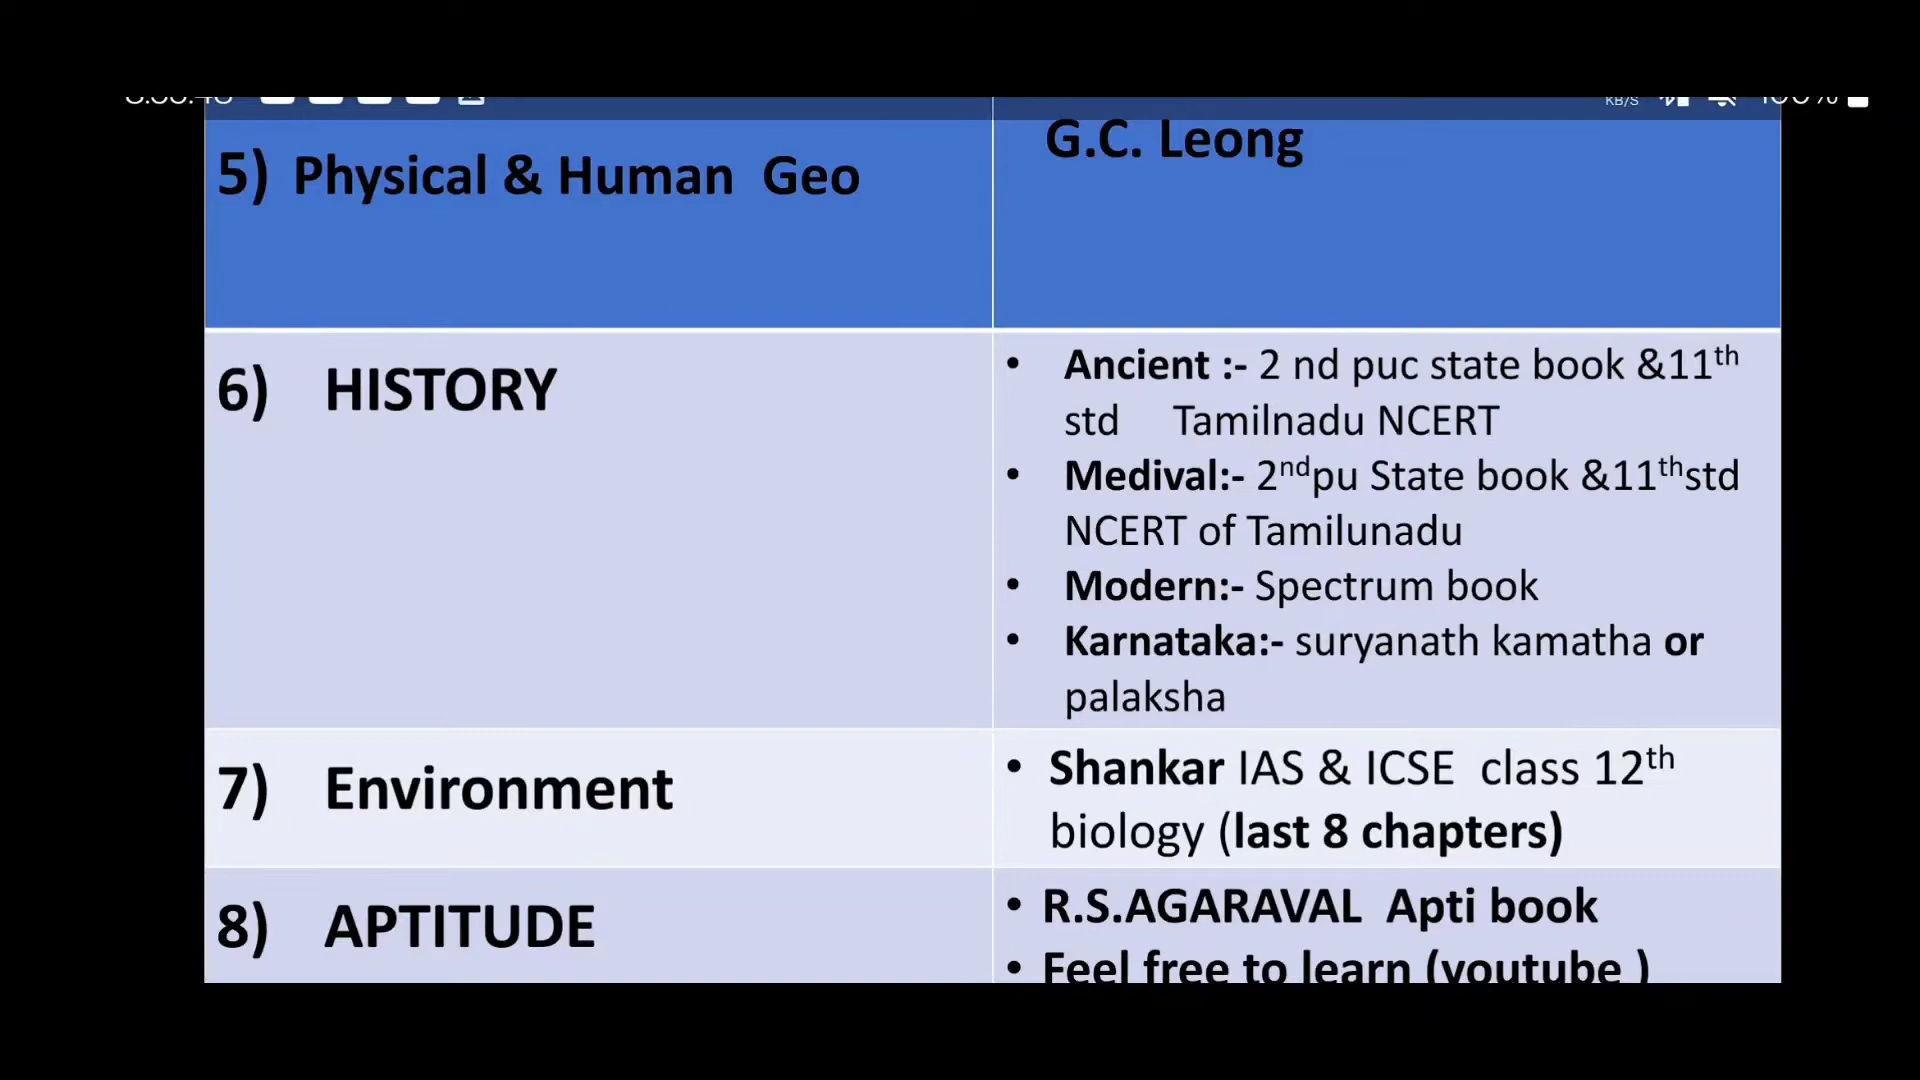 KB/S
100%
5) Physical & Human Geo
G.C. Leong
6) HISTORY
• Ancient :- 2 nd puc state book &11th
std Tamilnadu NCERT
• Medival:- 2ndpu State book &11thstd
NCERT of Tamilunadu
• Modern:- Spectrum book
• Karnataka:- suryanath kamatha or
palaksha
7) Environment
• Shankar IAS & ICSE class 12th
biology (last 8 chapters)
8) APTITUDE
• R.S.AGARAVAL Apti book
• Feel free to learn (youtube )